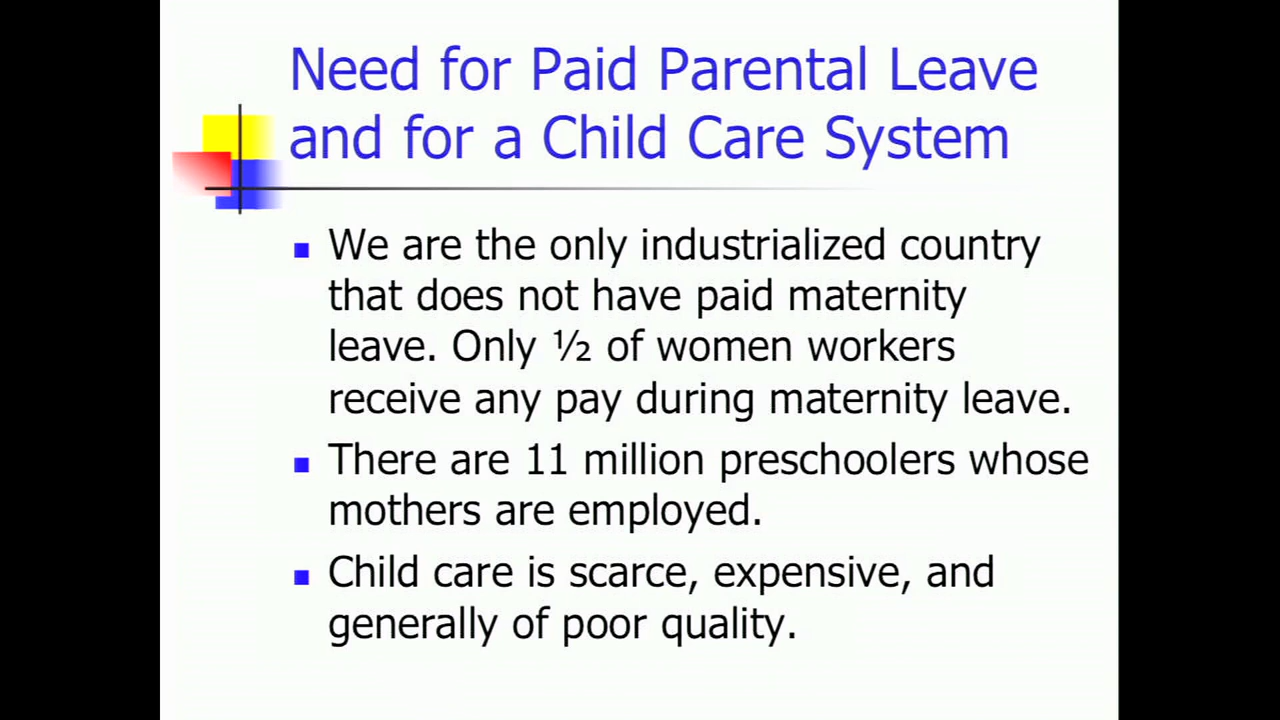 Need for Paid Parental Leave
and for a Child Care System
We are the only industrialized country
that does not have paid maternity
leave. Only ½ of women workers
receive any pay during maternity leave.
There are 11 million preschoolers whose
mothers are employed.
Child care is scarce, expensive, and
generally of poor quality.